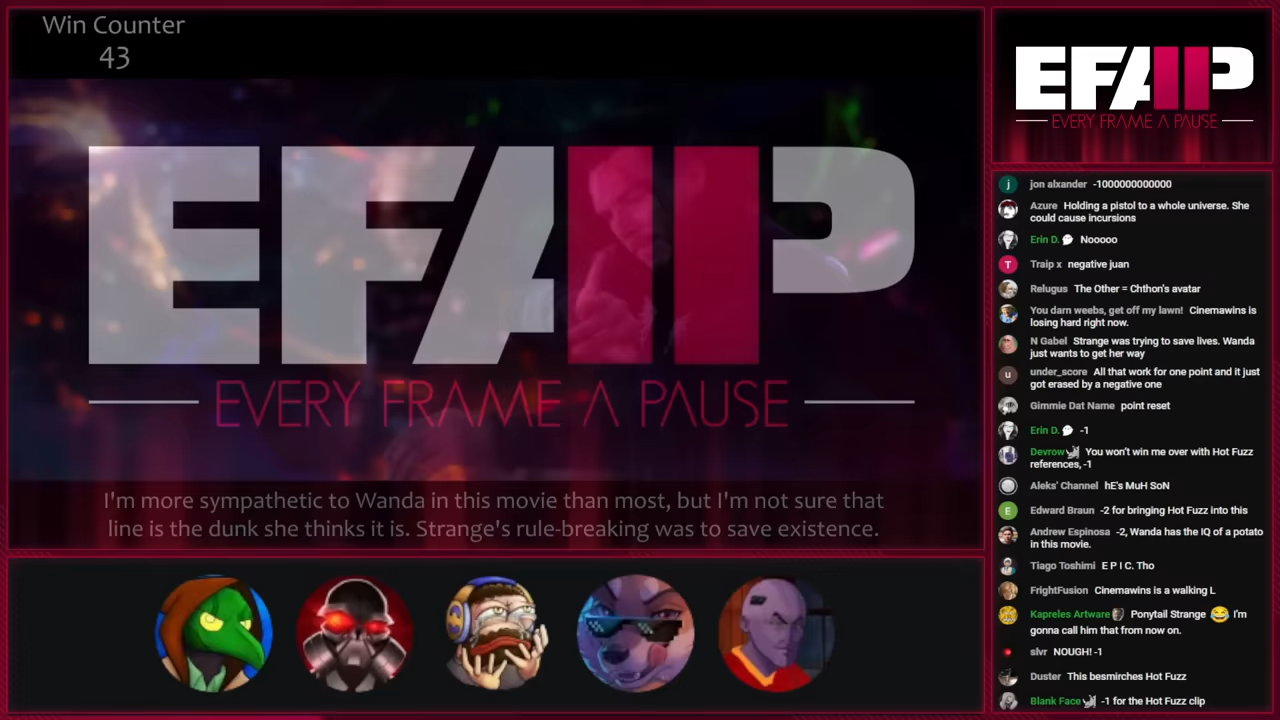 Win Counter
43
EFAP
EVERY FRAME A PAUSE
I'm more sympathetic to Wanda in this movie than most, but I'm not sure that
line is the dunk she thinks it is. Strange's rule-breaking was to save existence.
EFAP
EVERY FRAME A PAUSE
j jon alxander -1000000000000
Azure Holding a pistol to a whole universe. She
could cause incursions
Erin D. Nooooo
T Traip x negative juan
Relugus The Other = Chthon's avatar
You darn weebs, get off my lawn! Cinemawins is
losing hard right now.
N Gabel Strange was trying to save lives. Wanda
just wants to get her way
u under_score All that work for one point and it just
got erased by a negative one
Gimmie Dat Name point reset
Erin D. -1
Devrow You won't win me over with Hot Fuzz
references, -1
Aleks' Channel hE's MuH SoN
E Edward Braun -2 for bringing Hot Fuzz into this
Andrew Espinosa -2, Wanda has the IQ of a potato
in this movie.
Tiago Toshimi E P I C. Tho
FrightFusion Cinemawins is a walking L
Kapreles Artware Ponytail Strange 😂 I'm
gonna call him that from now on.
slvr NOUGH! -1
Duster This besmirches Hot Fuzz
Blank Face -1 for the Hot Fuzz clip